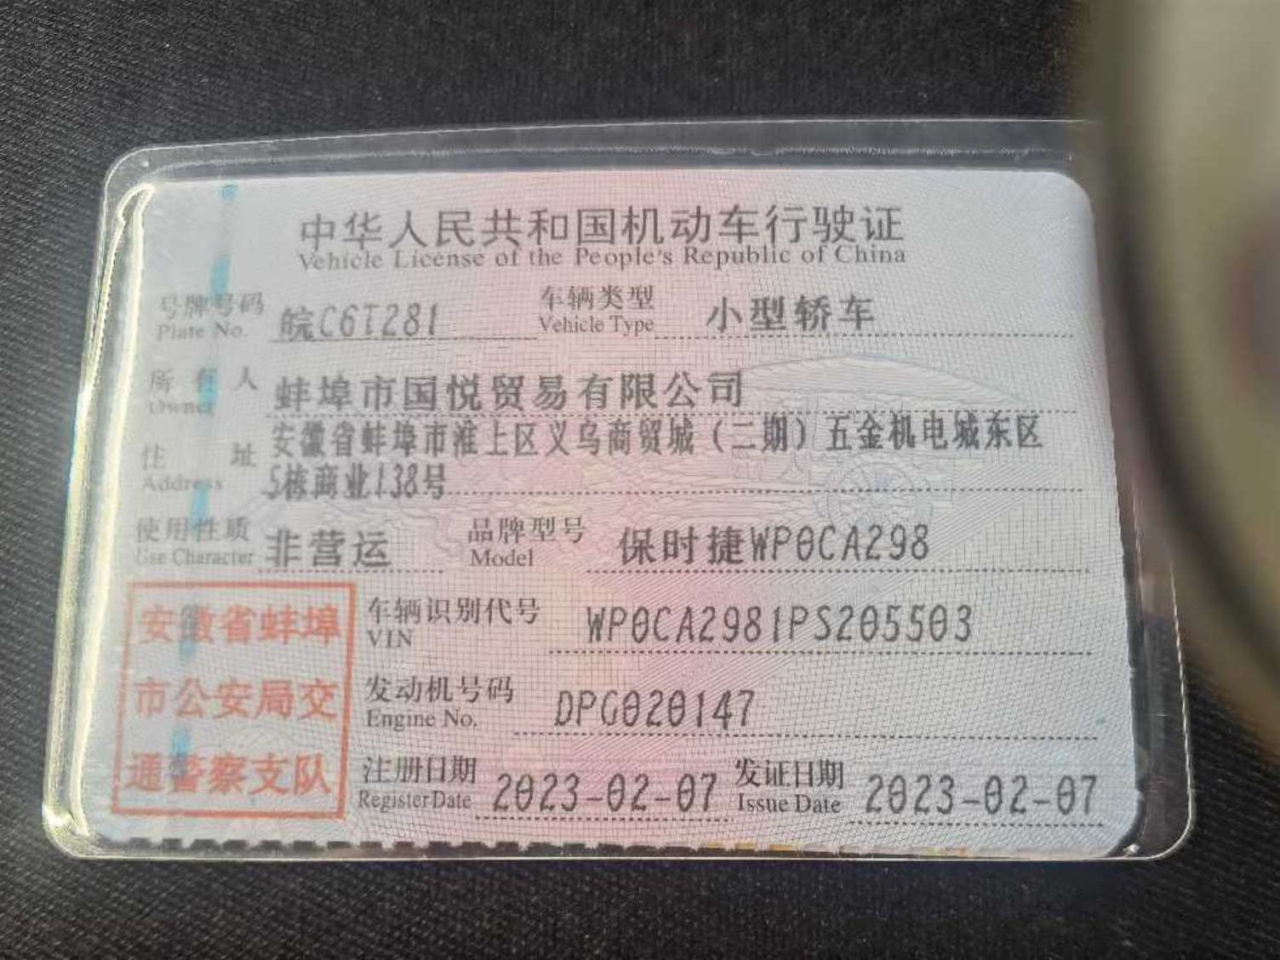 中华人民共和国机动车行驶证
Vehicle License of the People's Republic of China
号牌号码 皖C6T281 车辆类型 小型轿车
Plate No. Vehicle Type
所有人 蚌埠市国悦贸易有限公司
Owner
住址 安徽省蚌埠市淮上区义乌商贸城（二期）五金机电城东区
Address 5栋商业138号
使用性质 非营运 品牌型号 保时捷WP0CA298
Use Character Model
安徽省蚌埠
市公安局交
通警察支队
车辆识别代号 WP0CA2981PS205503
VIN
发动机号码 DPG020147
Engine No.
注册日期 2023-02-07 发证日期 2023-02-07
Register Date Issue Date